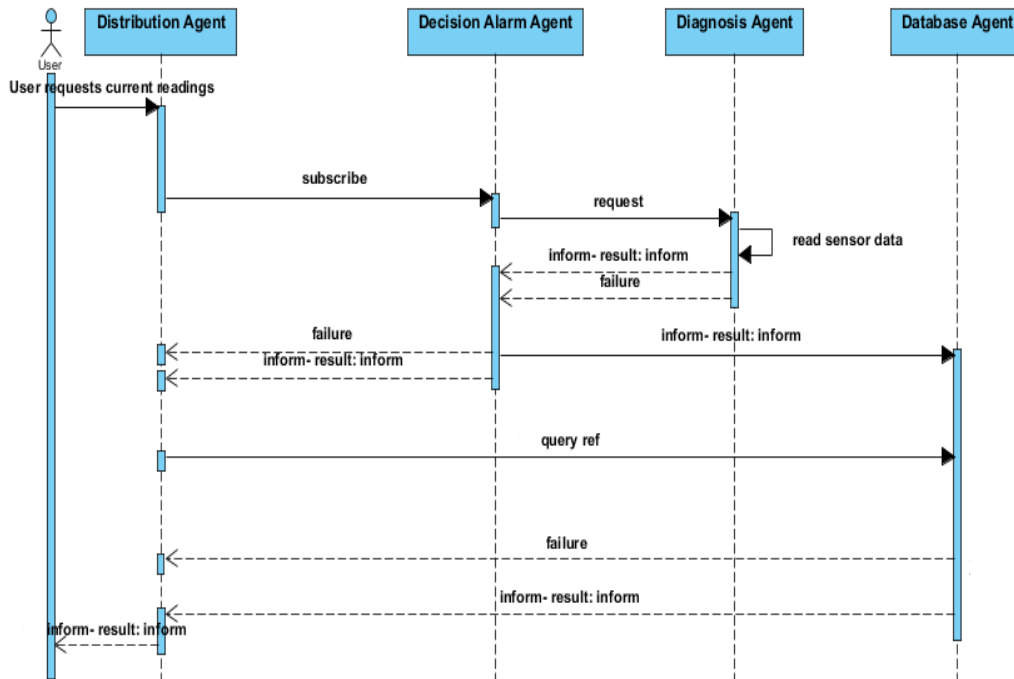 Distribution Agent
Decision Alarm Agent
Diagnosis Agent
Database Agent
User
User requests current readings
subscribe
request
read sensor data
inform- result: inform
failure
failure
inform- result: inform
inform- result: inform
query ref
failure
inform- result: inform
inform- result: inform